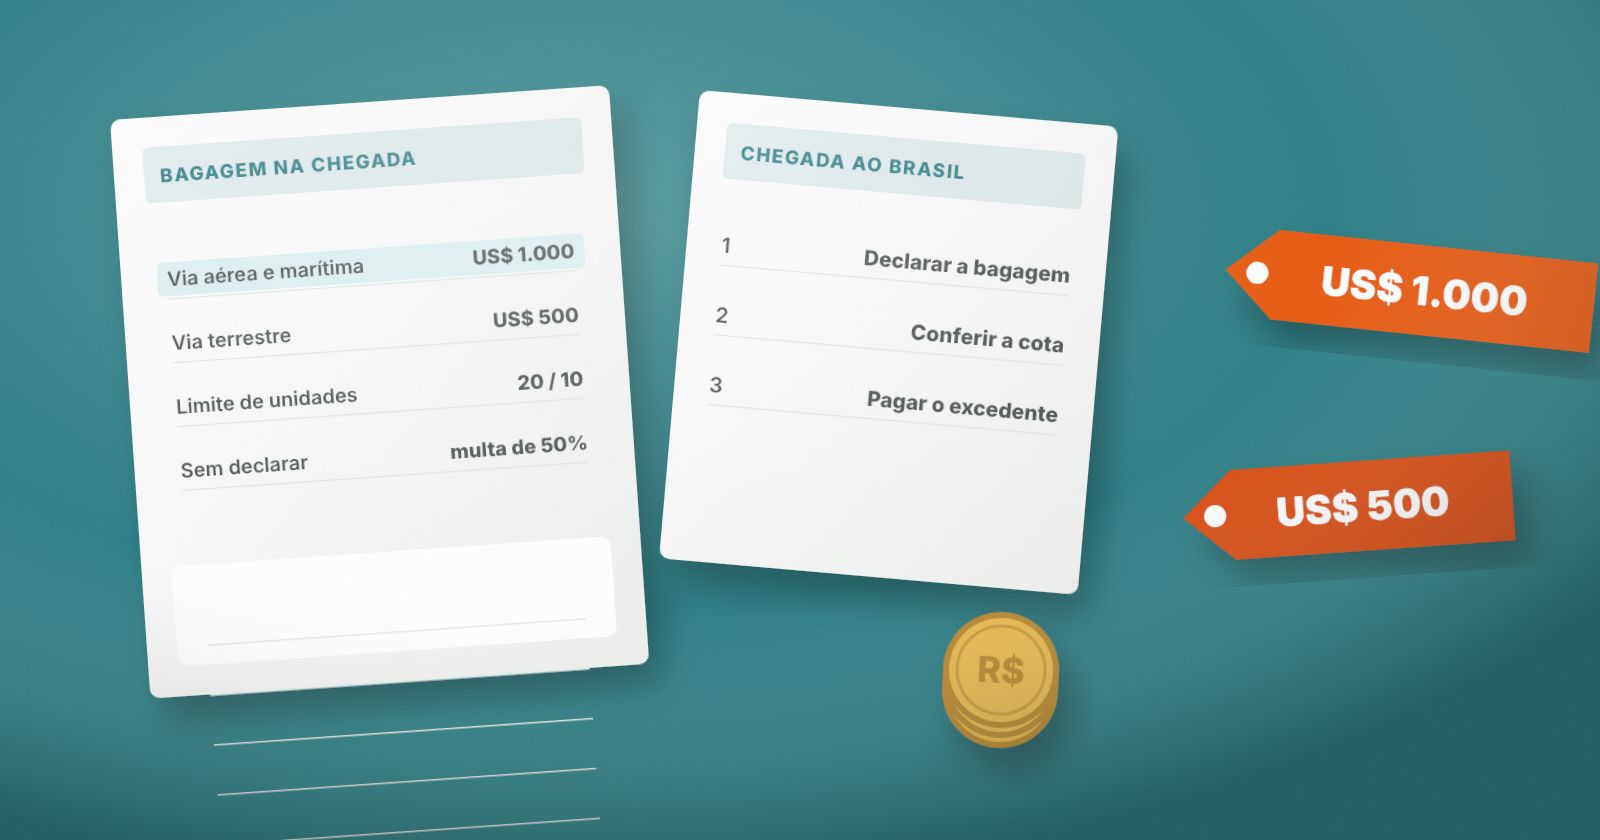 BAGAGEM NA CHEGADA
Via aérea e marítima US$ 1.000
Via terrestre US$ 500
Limite de unidades 20 / 10
Sem declarar multa de 50%
CHEGADA AO BRASIL
1 Declarar a bagagem
2 Conferir a cota
3 Pagar o excedente
US$ 1.000
US$ 500
R$